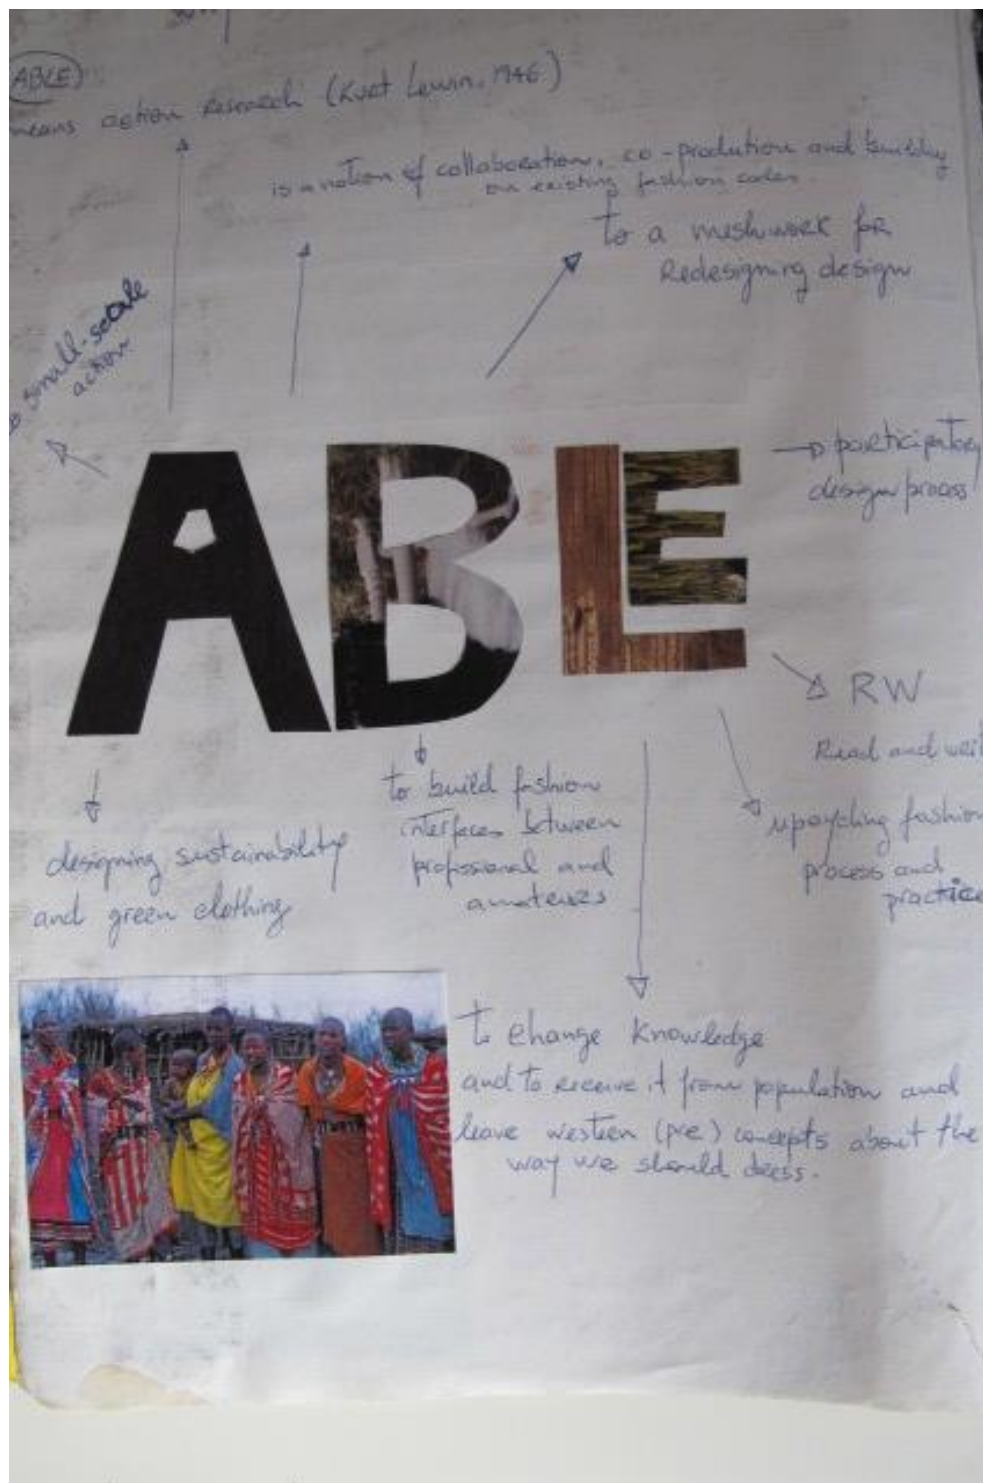 ABLE
means action research (Kurt Lewin, 1946)
is a notion of collaboration, co-prodution and building
on existing fashion codes.
to a meshwork for
Redesigning design
small-scale
action
ABLE
participatory
design process
RW
Read and writ
to build fashion
interfaces between
profissional and
amateurs
upcycling fashion
process and
practice
designing sustainability
and green clothing
to change knowledge
and to receive it from population and
leave western (pre) concepts about the
way we should dress.